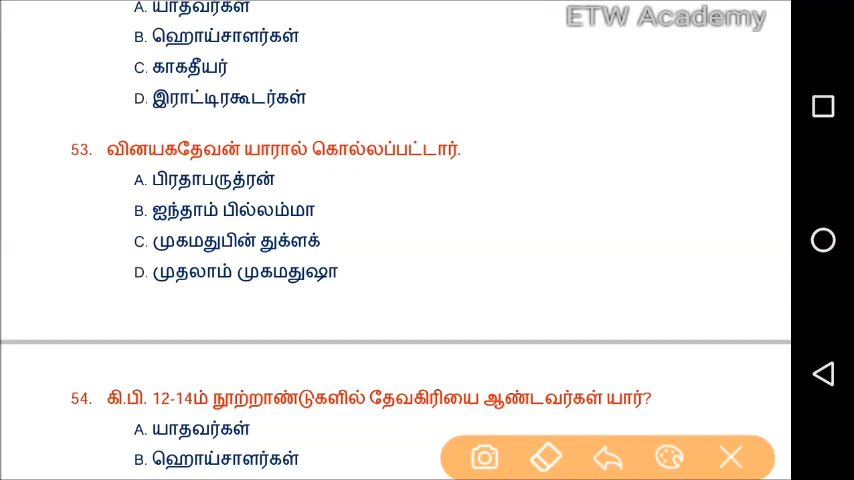 A. யாதவர்கள்
ETW Academy
B. ஹொய்சாளர்கள்
C. காகதீயர்
D. இராட்டிரகூடர்கள்
53. வினயகதேவன் யாரால் கொல்லப்பட்டார்.
A. பிரதாபருத்ரன்
B. ஐந்தாம் பில்லம்மா
C. முகமதுபின் துக்ளக்
D. முதலாம் முகமதுஷா
54. கி.பி. 12-14ம் நூற்றாண்டுகளில் தேவகிரியை ஆண்டவர்கள் யார்?
A. யாதவர்கள்
B. ஹொய்சாளர்கள்